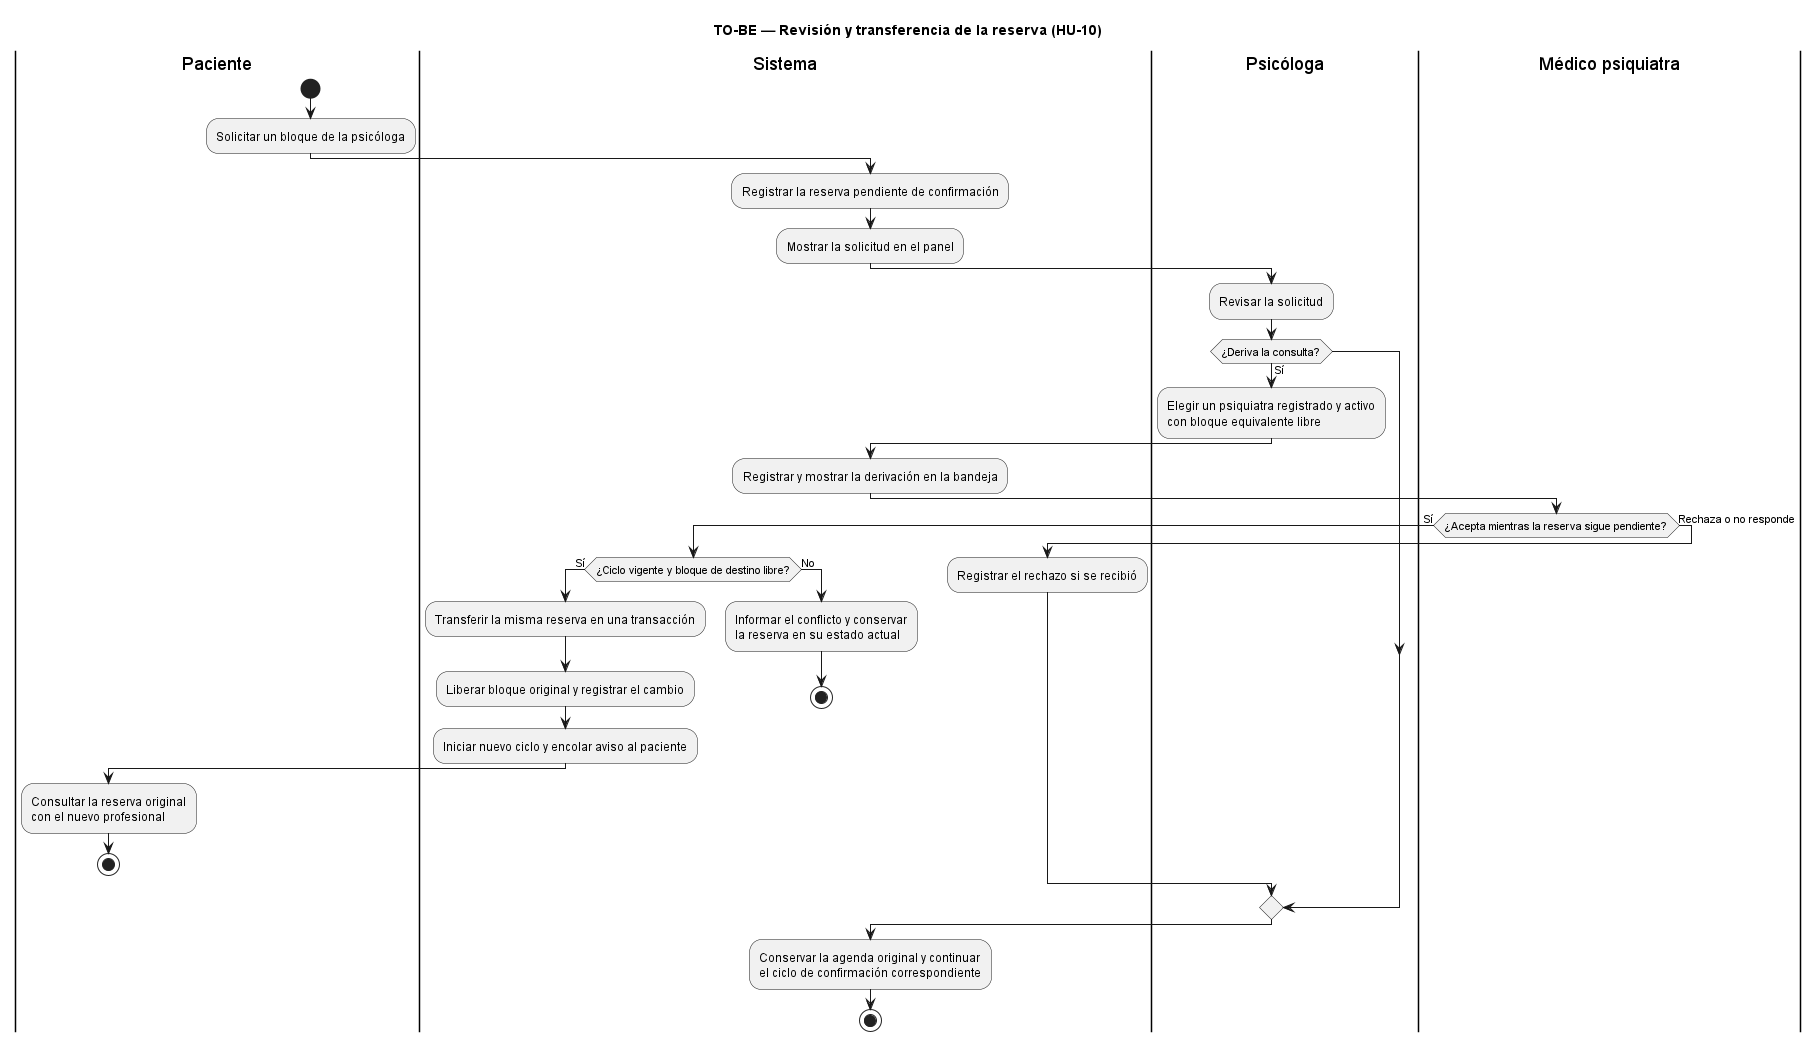 TO-BE — Revisión y transferencia de la reserva (HU-10)
Paciente
Sistema
Psicóloga
Médico psiquiatra
Solicitar un bloque de la psicóloga
Registrar la reserva pendiente de confirmación
Mostrar la solicitud en el panel
Revisar la solicitud
¿Deriva la consulta?
Sí
Elegir un psiquiatra registrado y activo
con bloque equivalente libre
Registrar y mostrar la derivación en la bandeja
Sí
¿Acepta mientras la reserva sigue pendiente?
Rechaza o no responde
Sí
¿Ciclo vigente y bloque de destino libre?
No
Registrar el rechazo si se recibió
Transferir la misma reserva en una transacción
Informar el conflicto y conservar
la reserva en su estado actual
Liberar bloque original y registrar el cambio
Iniciar nuevo ciclo y encolar aviso al paciente
Consultar la reserva original
con el nuevo profesional
Conservar la agenda original y continuar
el ciclo de confirmación correspondiente